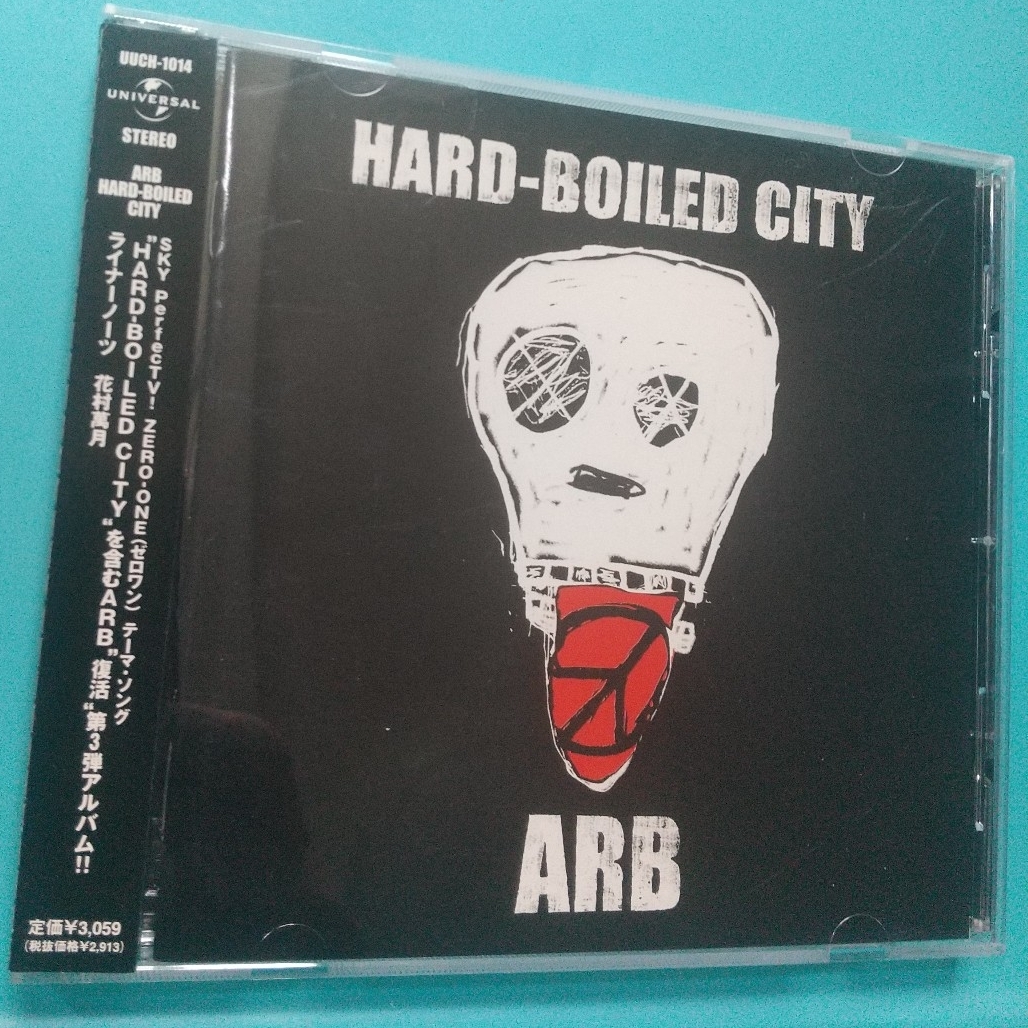 UUCH-1014
UNIVERSAL
STEREO
ARB
HARD-BOILED
CITY
SKY PerfecTV! ZERO-ONE(ゼロワン) テーマ・ソング
"HARD-BOILED CITY"を含むARB"復活"第3弾アルバム!!
ライナーノーツ 花村萬月
定価¥3,059
(税抜価格¥2,913)
HARD-BOILED CITY
ARB